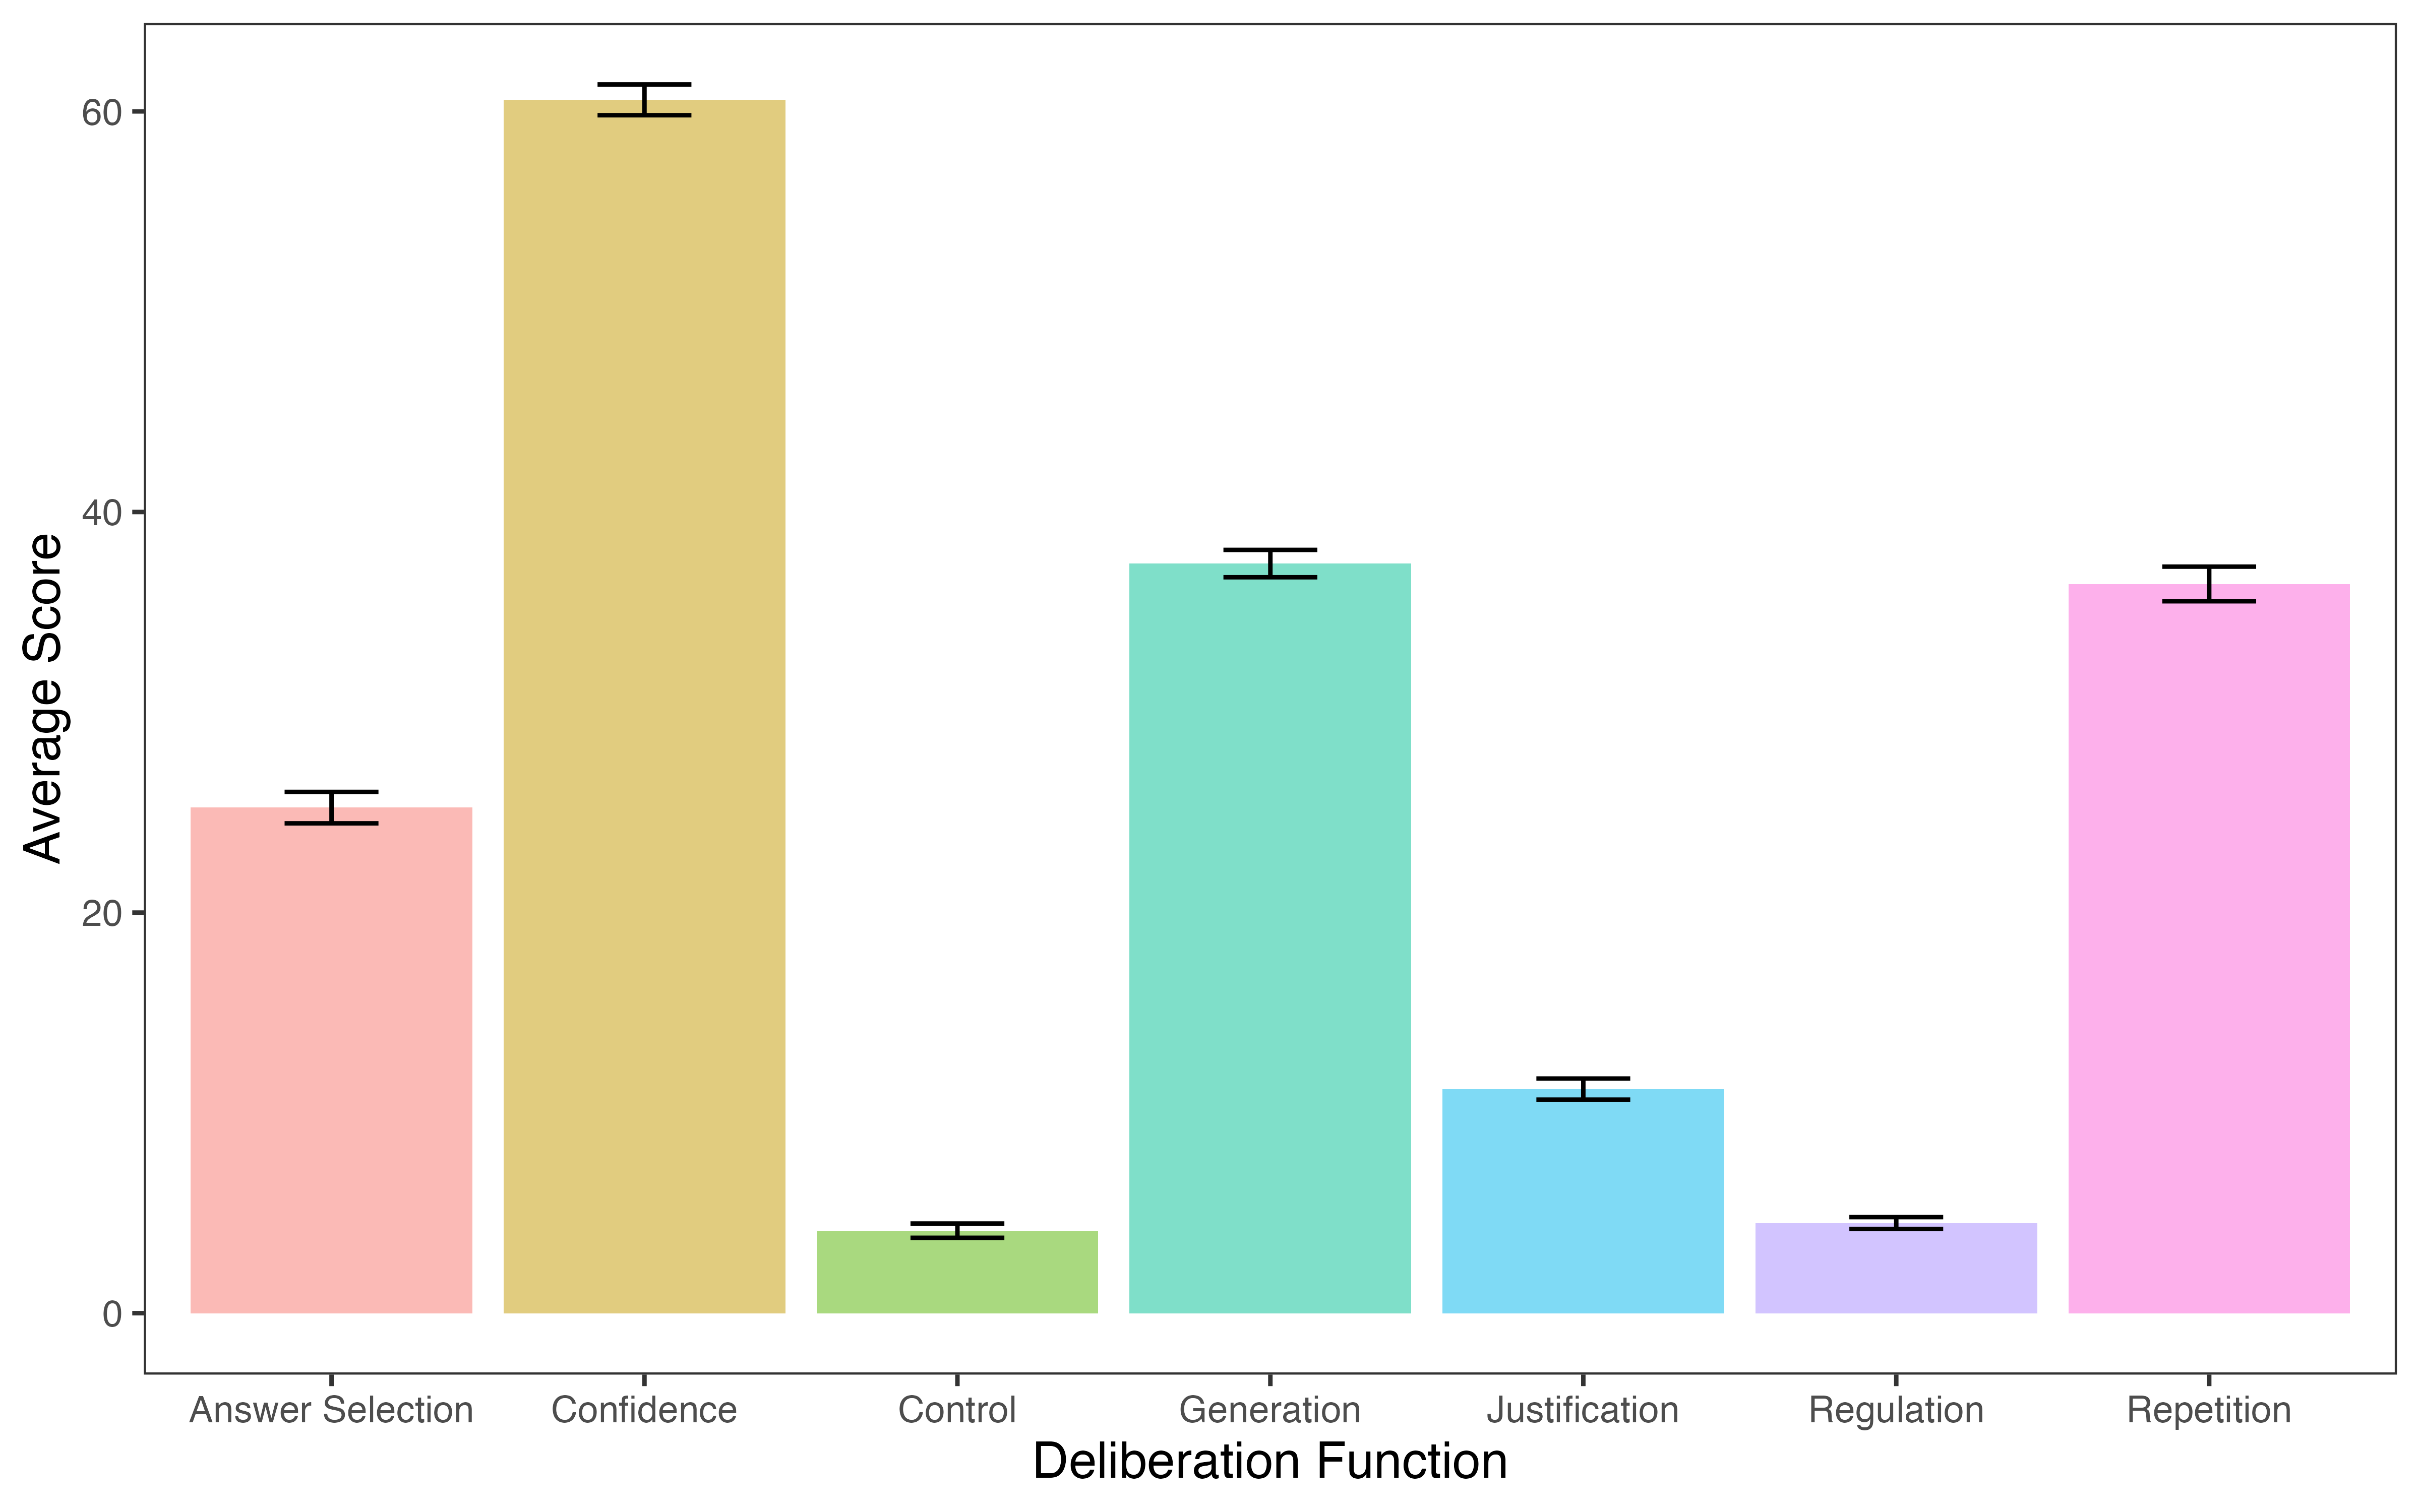 Average Score
60
40
20
0
Answer Selection Confidence Control Generation Justification Regulation Repetition
Deliberation Function